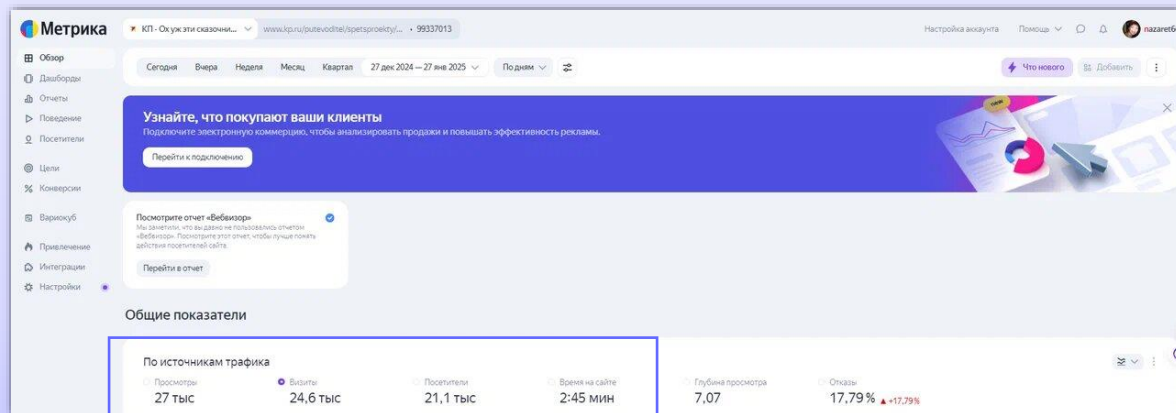 Метрика
КП - Ох уж эти сказочни... www.kp.ru/putevoditel/spetsproekty/... • 99337013
Настройка аккаунта Помощь nazaret6
Обзор
Дашборды
Отчеты
Поведение
Посетители
Цели
Конверсии
Вариокуб
Привлечение
Интеграции
Настройки
Сегодня Вчера Неделя Месяц Квартал 27 дек 2024 — 27 янв 2025 По дням
Что нового Добавить
Узнайте, что покупают ваши клиенты
Подключите электронную коммерцию, чтобы анализировать продажи и повышать эффективность рекламы.
Перейти к подключению
Посмотрите отчет «Вебвизор»
Мы заметили, что вы давно не пользовались отчетом
«Вебвизор». Посмотрите этот отчет, чтобы лучше понять
действия посетителей сайта.
Перейти в отчет
Общие показатели
По источникам трафика
Просмотры Визиты Посетители Время на сайте Глубина просмотра Отказы
27 тыс 24,6 тыс 21,1 тыс 2:45 мин 7,07 17,79 % ▲ +17,79%